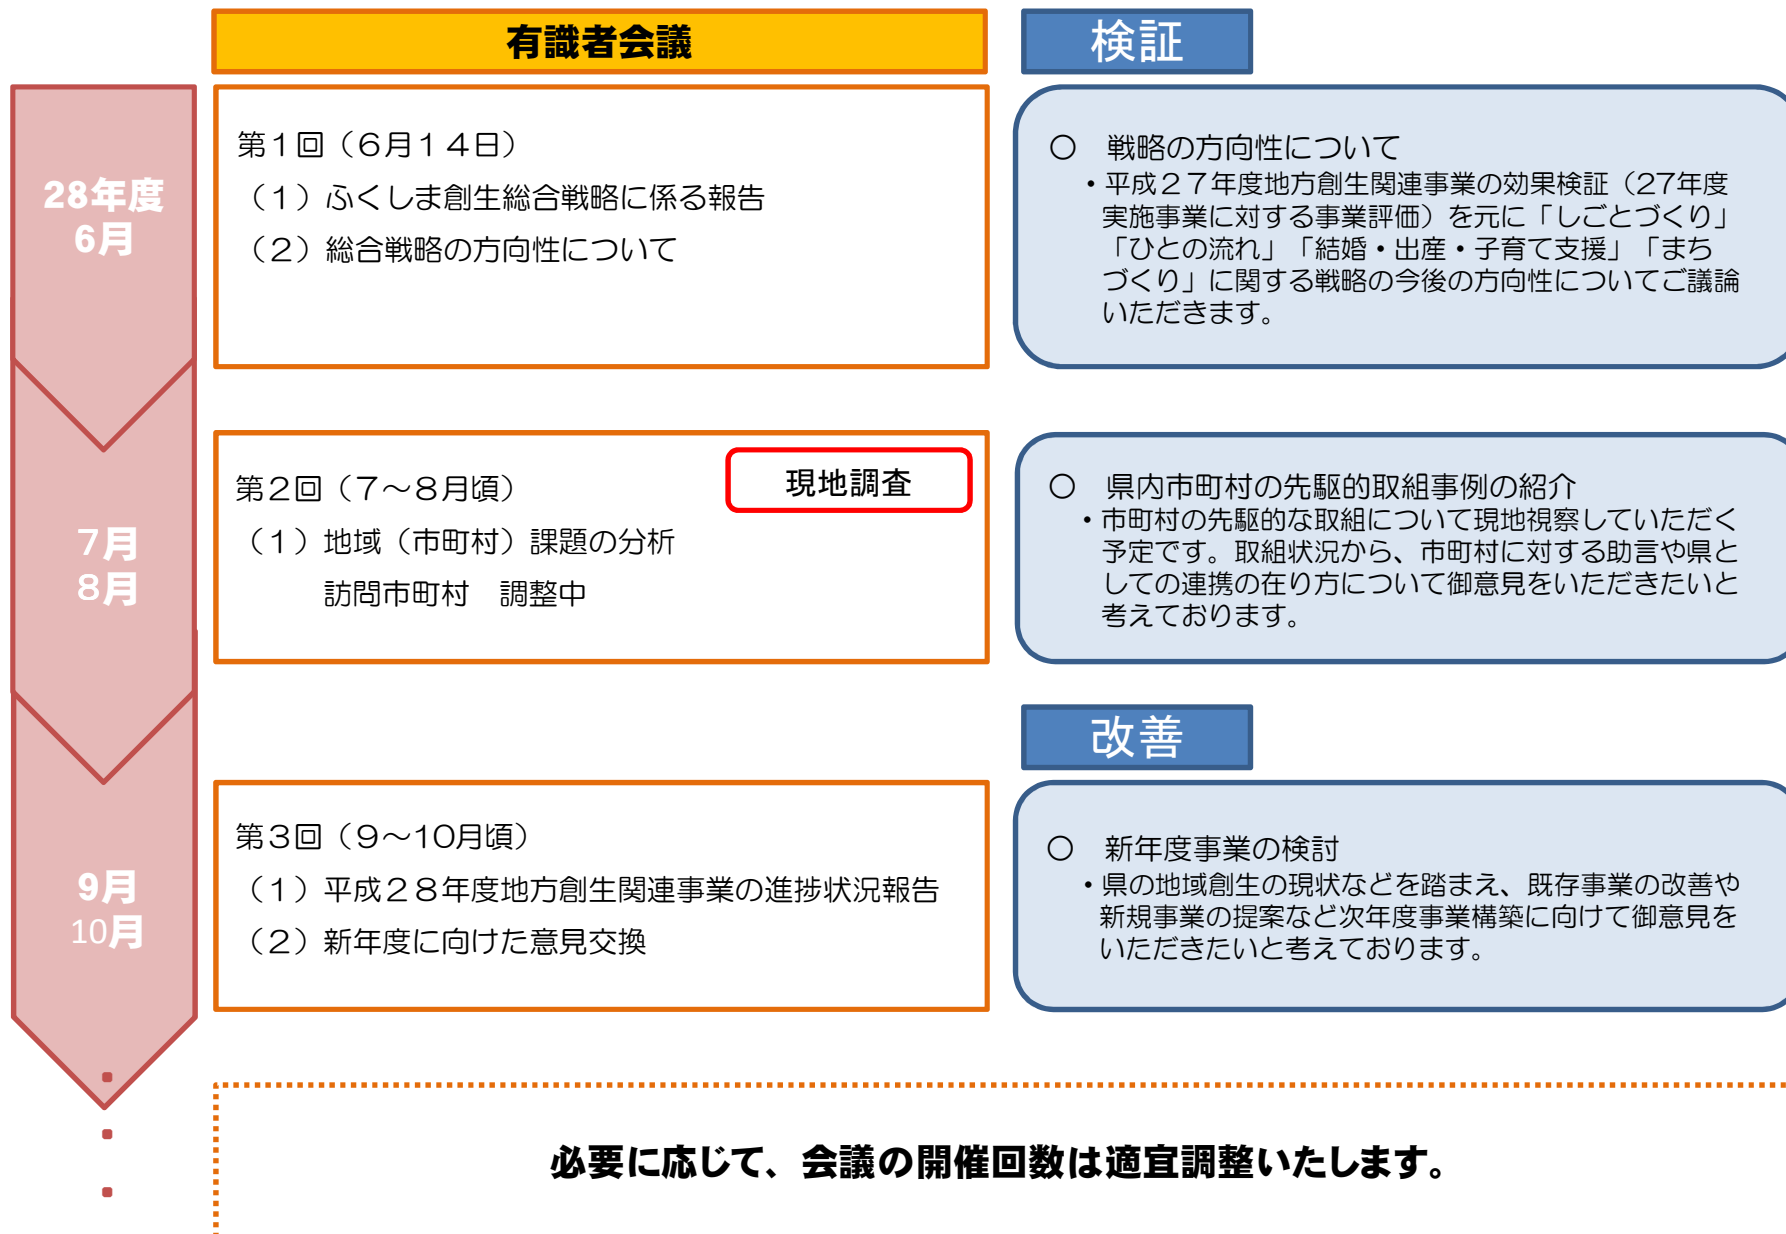 有識者会議
検証
28年度
6月
第1回（6月14日）
（1）ふくしま創生総合戦略に係る報告
（2）総合戦略の方向性について
○　戦略の方向性について
・平成27年度地方創生関連事業の効果検証（27年度
実施事業に対する事業評価）を元に「しごとづくり」
「ひとの流れ」「結婚・出産・子育て支援」「まち
づくり」に関する戦略の今後の方向性についてご議論
いただきます。
7月
8月
第2回（7～8月頃）
現地調査
（1）地域（市町村）課題の分析
訪問市町村　調整中
○　県内市町村の先駆的取組事例の紹介
・市町村の先駆的な取組について現地視察していただく
予定です。取組状況から、市町村に対する助言や県と
しての連携の在り方について御意見をいただきたいと
考えております。
改善
9月
10月
第3回（9～10月頃）
（1）平成28年度地方創生関連事業の進捗状況報告
（2）新年度に向けた意見交換
○　新年度事業の検討
・県の地域創生の現状などを踏まえ、既存事業の改善や
新規事業の提案など次年度事業構築に向けて御意見を
いただきたいと考えております。
必要に応じて、会議の開催回数は適宜調整いたします。